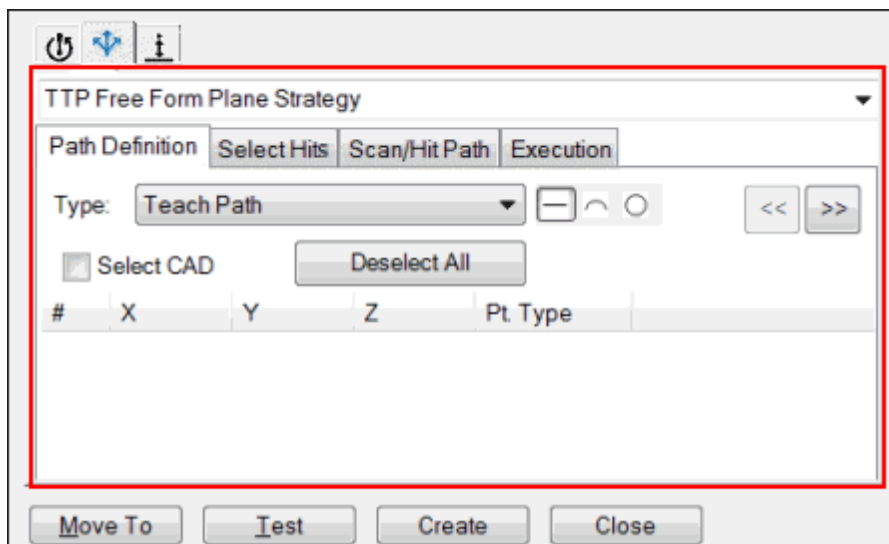 TTP Free Form Plane Strategy
Path Definition Select Hits Scan/Hit Path Execution
Type: Teach Path << >>
Select CAD Deselect All
# X Y Z Pt. Type
Move To Test Create Close